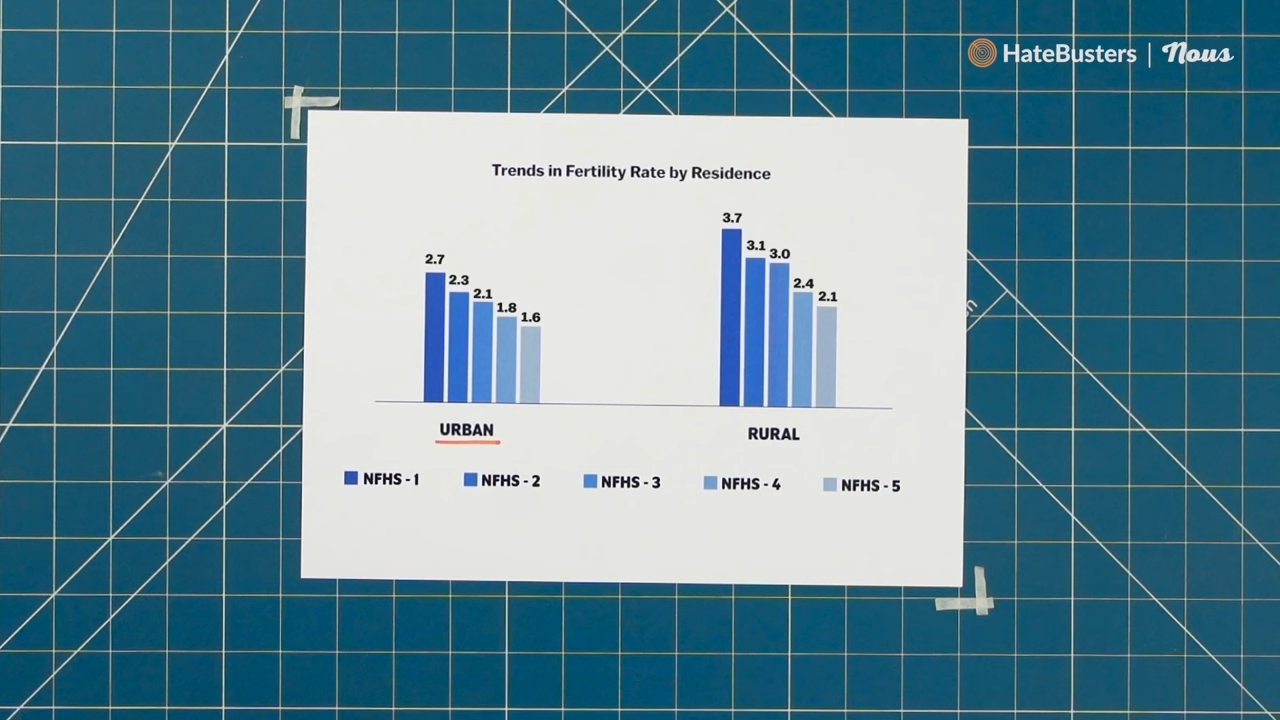 HateBusters | Nous
Trends in Fertility Rate by Residence
2.7
2.3
2.1
1.8
1.6
3.7
3.1
3.0
2.4
2.1
URBAN
RURAL
NFHS - 1
NFHS - 2
NFHS - 3
NFHS - 4
NFHS - 5